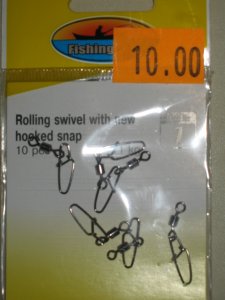 Fishing
10.00
Rolling swivel with new
hooked snap
10 pcs